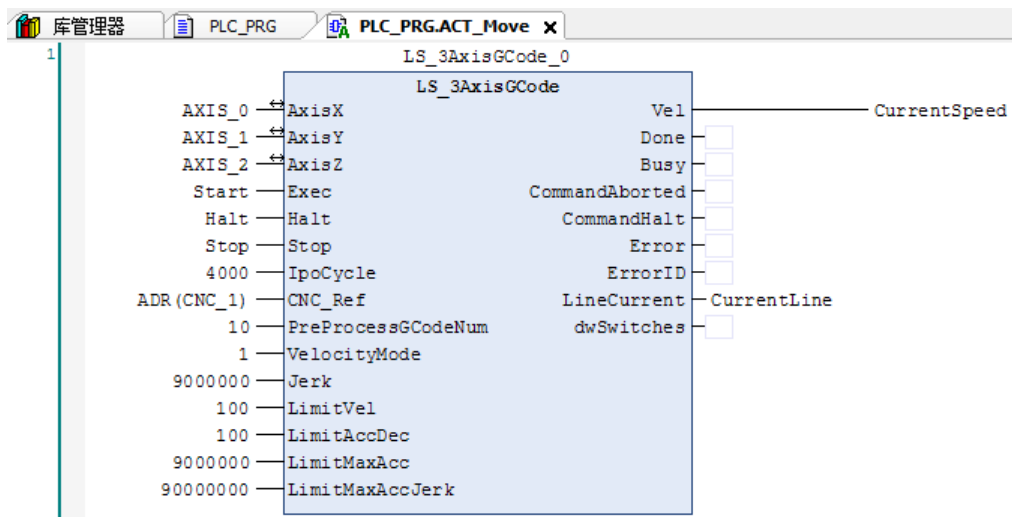 库管理器 PLC_PRG PLC_PRG.ACT_Move x
1
LS_3AxisGCode_0
LS_3AxisGCode
AXIS_0 AxisX Vel CurrentSpeed
AXIS_1 AxisY Done
AXIS_2 AxisZ Busy
Start Exec CommandAborted
Halt Halt CommandHalt
Stop Stop Error
4000 IpoCycle ErrorID
ADR(CNC_1) CNC_Ref LineCurrent CurrentLine
10 PreProcessGCodeNum dwSwitches
1 VelocityMode
9000000 Jerk
100 LimitVel
100 LimitAccDec
9000000 LimitMaxAcc
90000000 LimitMaxAccJerk